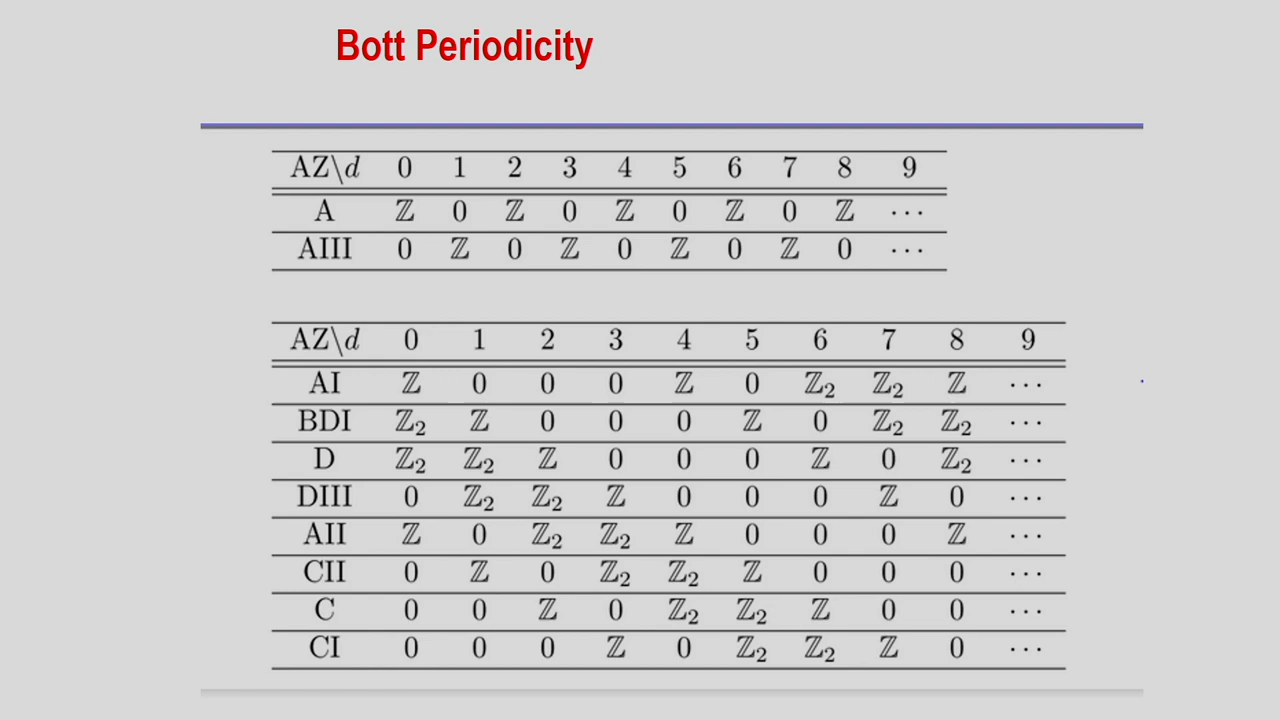 Bott Periodicity
AZ\d 0 1 2 3 4 5 6 7 8 9
A ℤ 0 ℤ 0 ℤ 0 ℤ 0 ℤ ⋯
AIII 0 ℤ 0 ℤ 0 ℤ 0 ℤ 0 ⋯
AZ\d 0 1 2 3 4 5 6 7 8 9
AI ℤ 0 0 0 ℤ 0 ℤ₂ ℤ₂ ℤ ⋯
BDI ℤ₂ ℤ 0 0 0 ℤ 0 ℤ₂ ℤ₂ ⋯
D ℤ₂ ℤ₂ ℤ 0 0 0 ℤ 0 ℤ₂ ⋯
DIII 0 ℤ₂ ℤ₂ ℤ 0 0 0 ℤ 0 ⋯
AII ℤ 0 ℤ₂ ℤ₂ ℤ 0 0 0 ℤ ⋯
CII 0 ℤ 0 ℤ₂ ℤ₂ ℤ 0 0 0 ⋯
C 0 0 ℤ 0 ℤ₂ ℤ₂ ℤ 0 0 ⋯
CI 0 0 0 ℤ 0 ℤ₂ ℤ₂ ℤ 0 ⋯